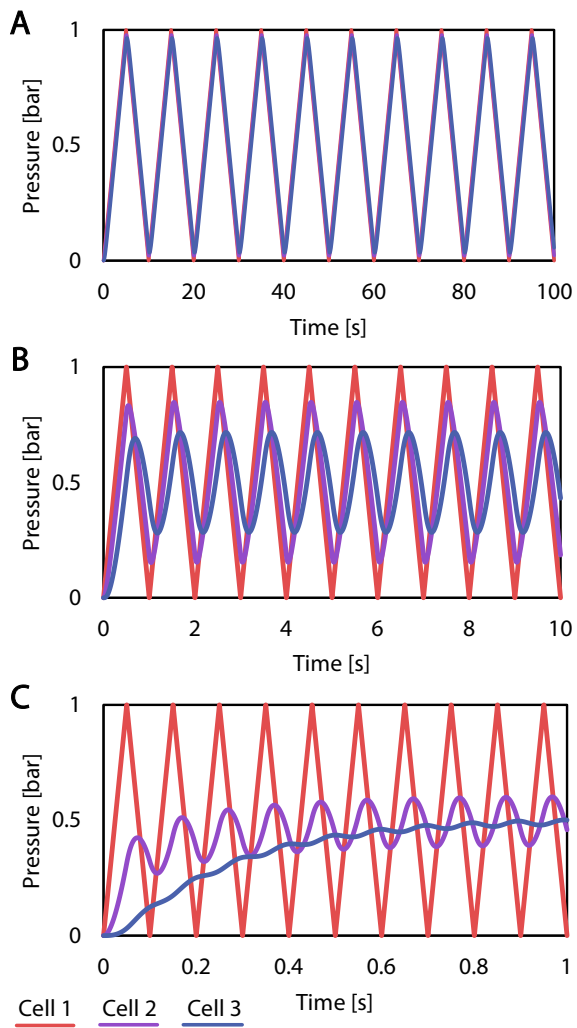 A
Pressure [bar]
1
0.5
0
0 20 40 60 80 100
Time [s]
B
Pressure [bar]
1
0.5
0
0 2 4 6 8 10
Time [s]
C
Pressure [bar]
1
0.5
0
0 0.2 0.4 0.6 0.8 1
Time [s]
Cell 1 Cell 2 Cell 3